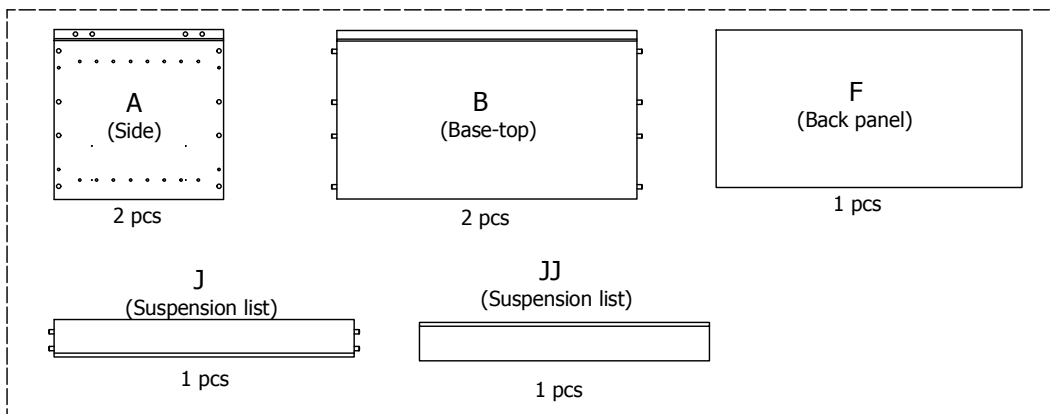 A
(Side)
2 pcs
B
(Base-top)
2 pcs
F
(Back panel)
1 pcs
J
(Suspension list)
1 pcs
JJ
(Suspension list)
1 pcs